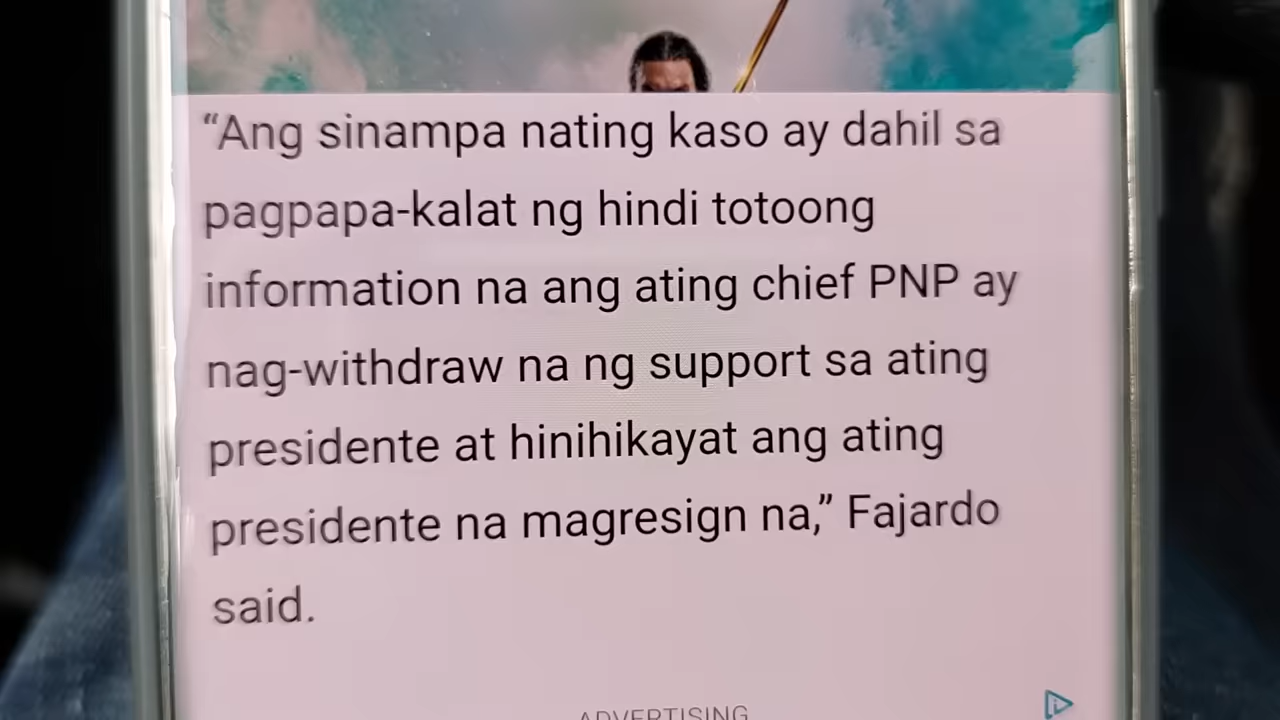 “Ang sinampa nating kaso ay dahil sa
pagpapa-kalat ng hindi totoong
information na ang ating chief PNP ay
nag-withdraw na ng support sa ating
presidente at hinihikayat ang ating
presidente na magresign na,” Fajardo
said.
ADVERTISING